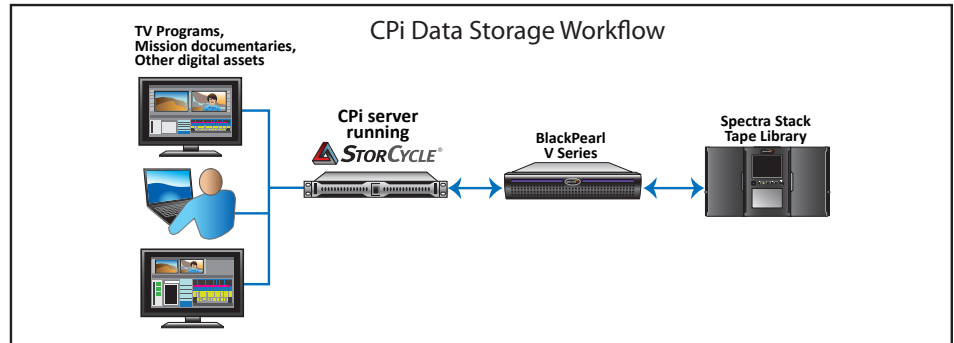 CPi Data Storage Workflow
TV Programs,
Mission documentaries,
Other digital assets
CPi server
running
STORCYCLE®
BlackPearl
V Series
Spectra Stack
Tape Library